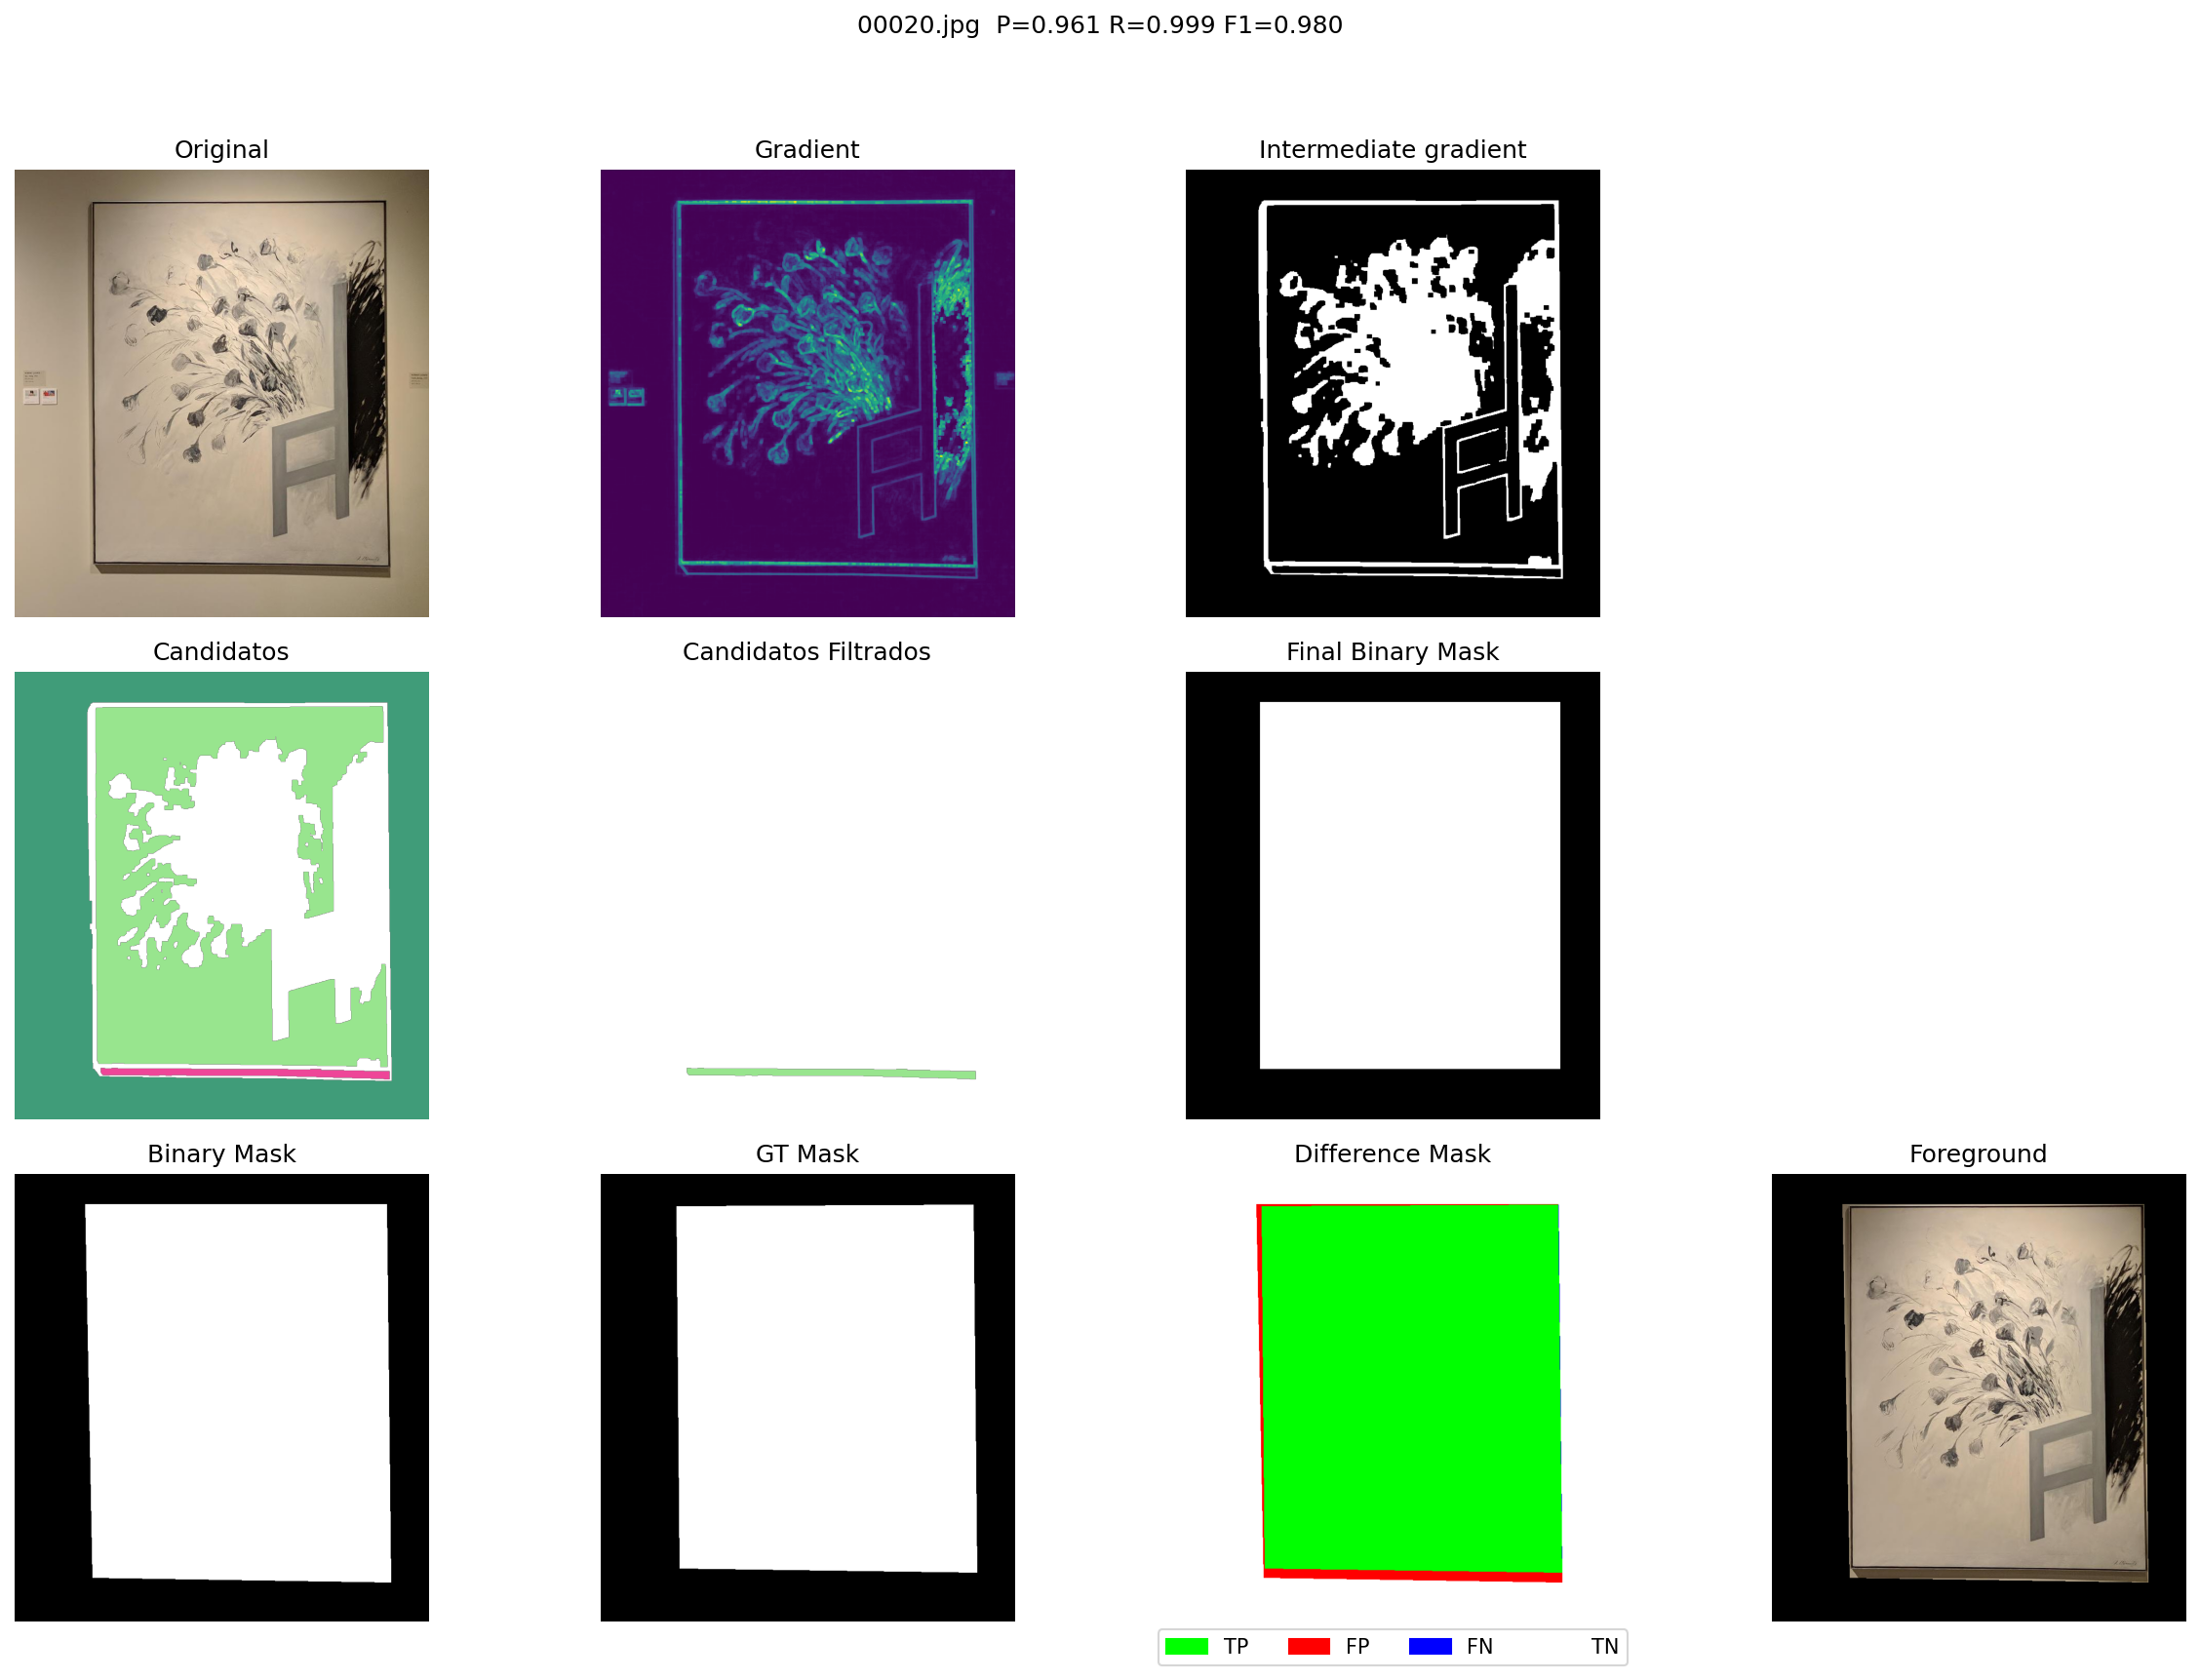 00020.jpg  P=0.961 R=0.999 F1=0.980
Original
Gradient
Intermediate gradient
Candidatos
Candidatos Filtrados
Final Binary Mask
Binary Mask
GT Mask
Difference Mask
Foreground
TP
FP
FN
TN